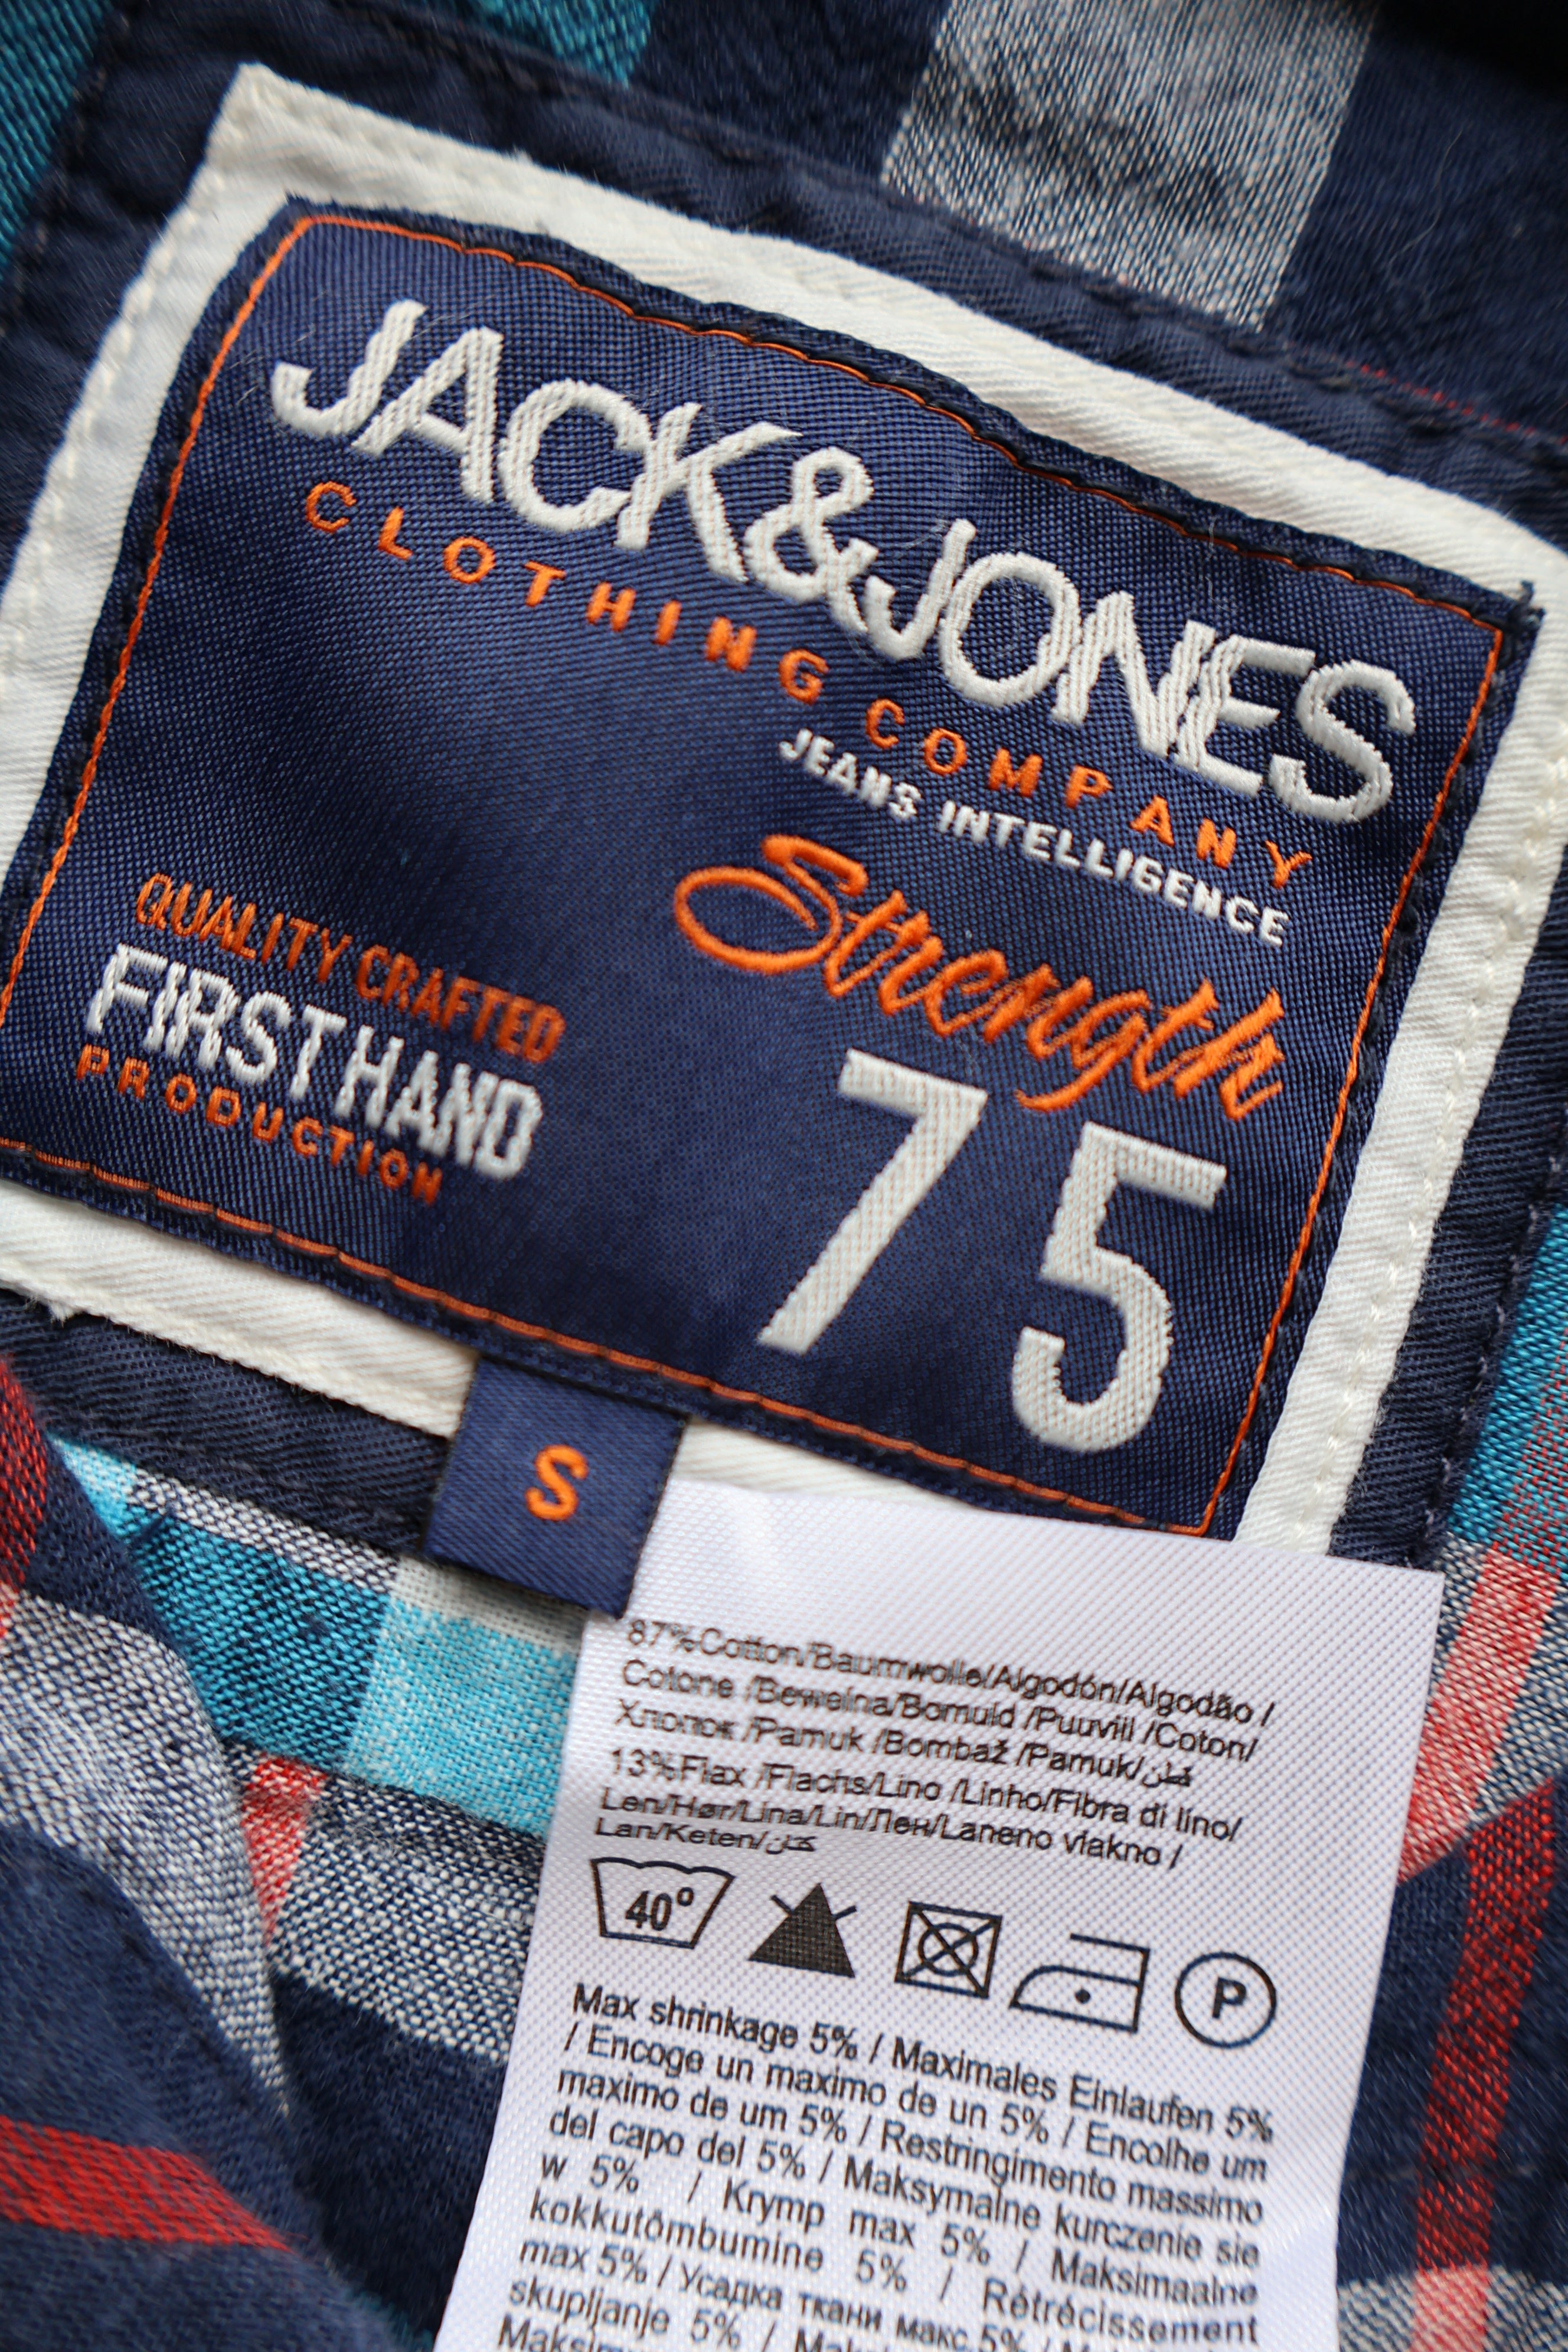 JACK&JONES
CLOTHING COMPANY
JEANS INTELLIGENCE
Strength
75
QUALITY CRAFTED
FIRST HAND
PRODUCTION
S
87%Cotton/Baumwolle/Algodón/Algodão /
Cotone /Bewełna/Bomuld /Puuvill /Coton/
Хлопок /Pamuk /Bombaž /Pamuk/قطن
13%Flax /Flachs/Lino /Linho/Fibra di lino/
Len/Hør/Lina/Lin/Лен/Laneno vlakno /
Lan/Keten/كتان
40°
P
Max shrinkage 5% / Maximales Einlaufen 5%
/ Encoge un maximo de un 5% / Encolhe um
maximo de um 5% / Restringimento massimo
del capo del 5% / Maksymalne kurczenie sie
w 5% / Krymp max 5% / Maksimaalne
kokkutõmbumine 5% / Rétrécissement
max 5% / Усадка ткани макс.5% /
skupljanje 5% /